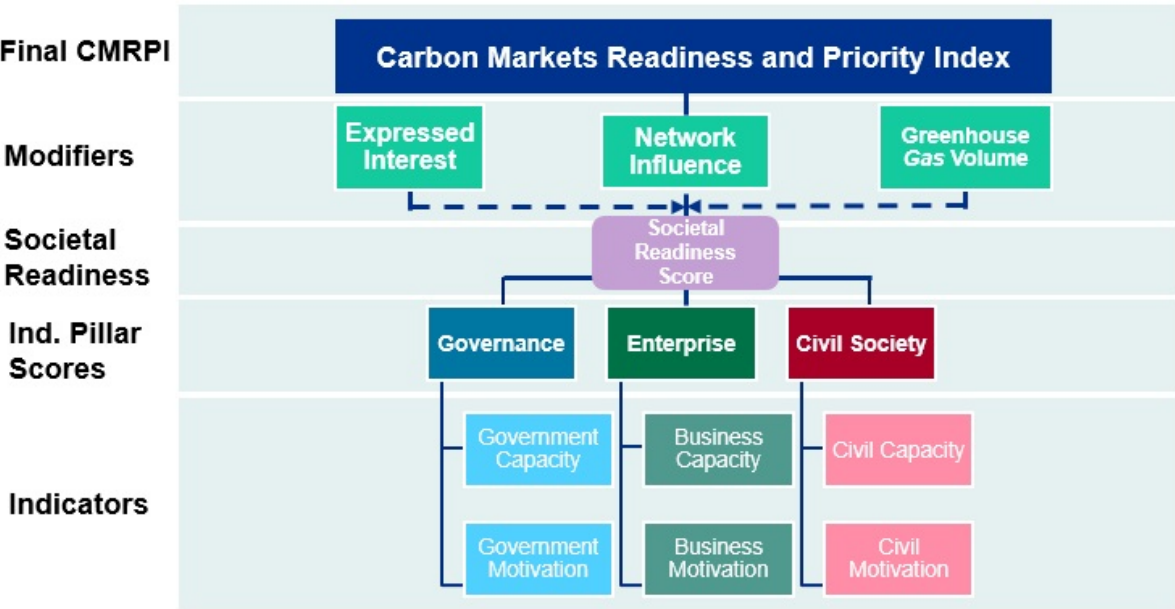 Final CMRPI
Carbon Markets Readiness and Priority Index
Modifiers
Expressed
Interest
Network
Influence
Greenhouse
Gas Volume
Societal
Readiness
Societal
Readiness
Score
Ind. Pillar
Scores
Governance
Enterprise
Civil Society
Indicators
Government
Capacity
Business
Capacity
Civil Capacity
Government
Motivation
Business
Motivation
Civil
Motivation